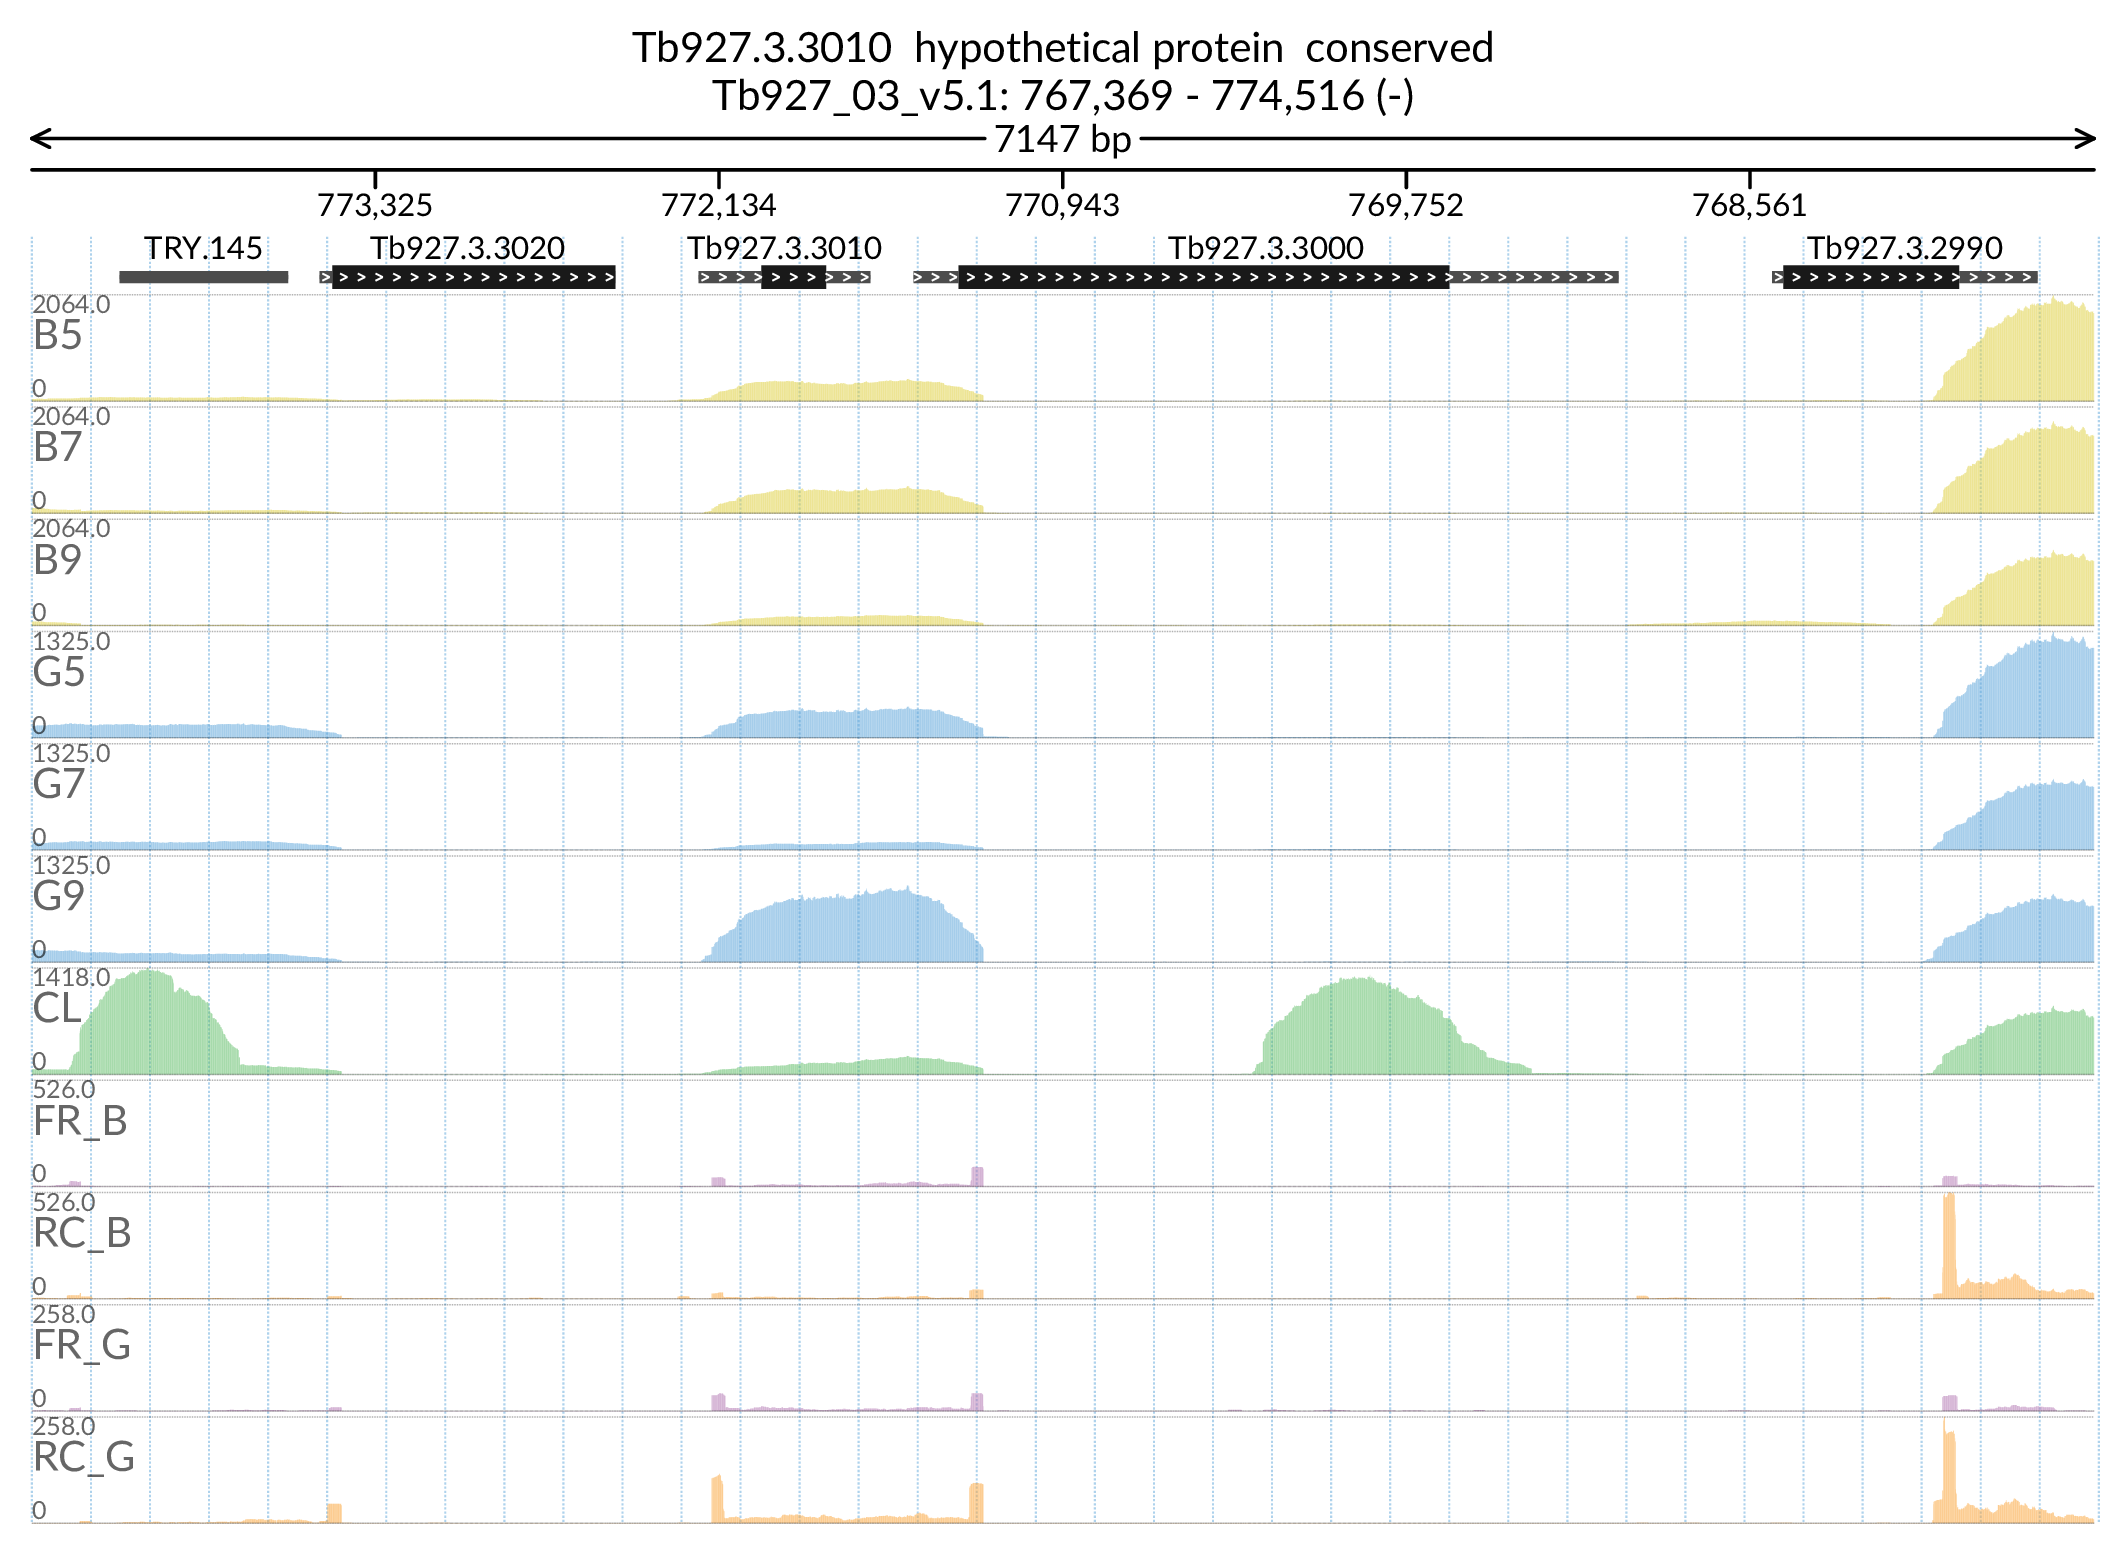 Tb927.3.3010  hypothetical protein  conserved
Tb927_03_v5.1: 767,369 - 774,516 (-)
7147 bp
773,325 772,134 770,943 769,752 768,561
TRY.145 Tb927.3.3020 Tb927.3.3010 Tb927.3.3000 Tb927.3.2990
2064.0
B5
0
2064.0
B7
0
2064.0
B9
0
1325.0
G5
0
1325.0
G7
0
1325.0
G9
0
1418.0
CL
0
526.0
FR_B
0
526.0
RC_B
0
258.0
FR_G
0
258.0
RC_G
0